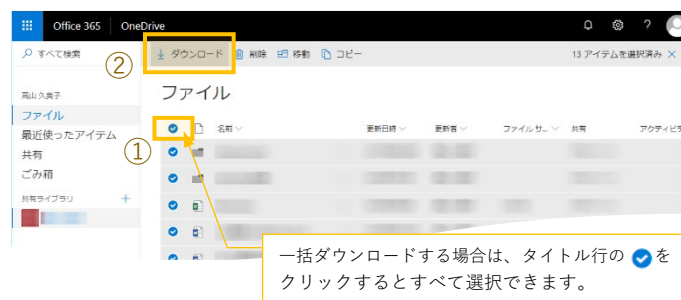 Office 365 OneDrive ?
すべて検索 ② ダウンロード 削除 移動 コピー 13 アイテムを選択済み ×
高山 久美子 ファイル
ファイル
名前 更新日時 更新者 ファイル サ... 共有 アクティビテ
最近使ったアイテム
共有 ①
ごみ箱
共有ライブラリ +
一括ダウンロードする場合は、タイトル行の を
クリックするとすべて選択できます。